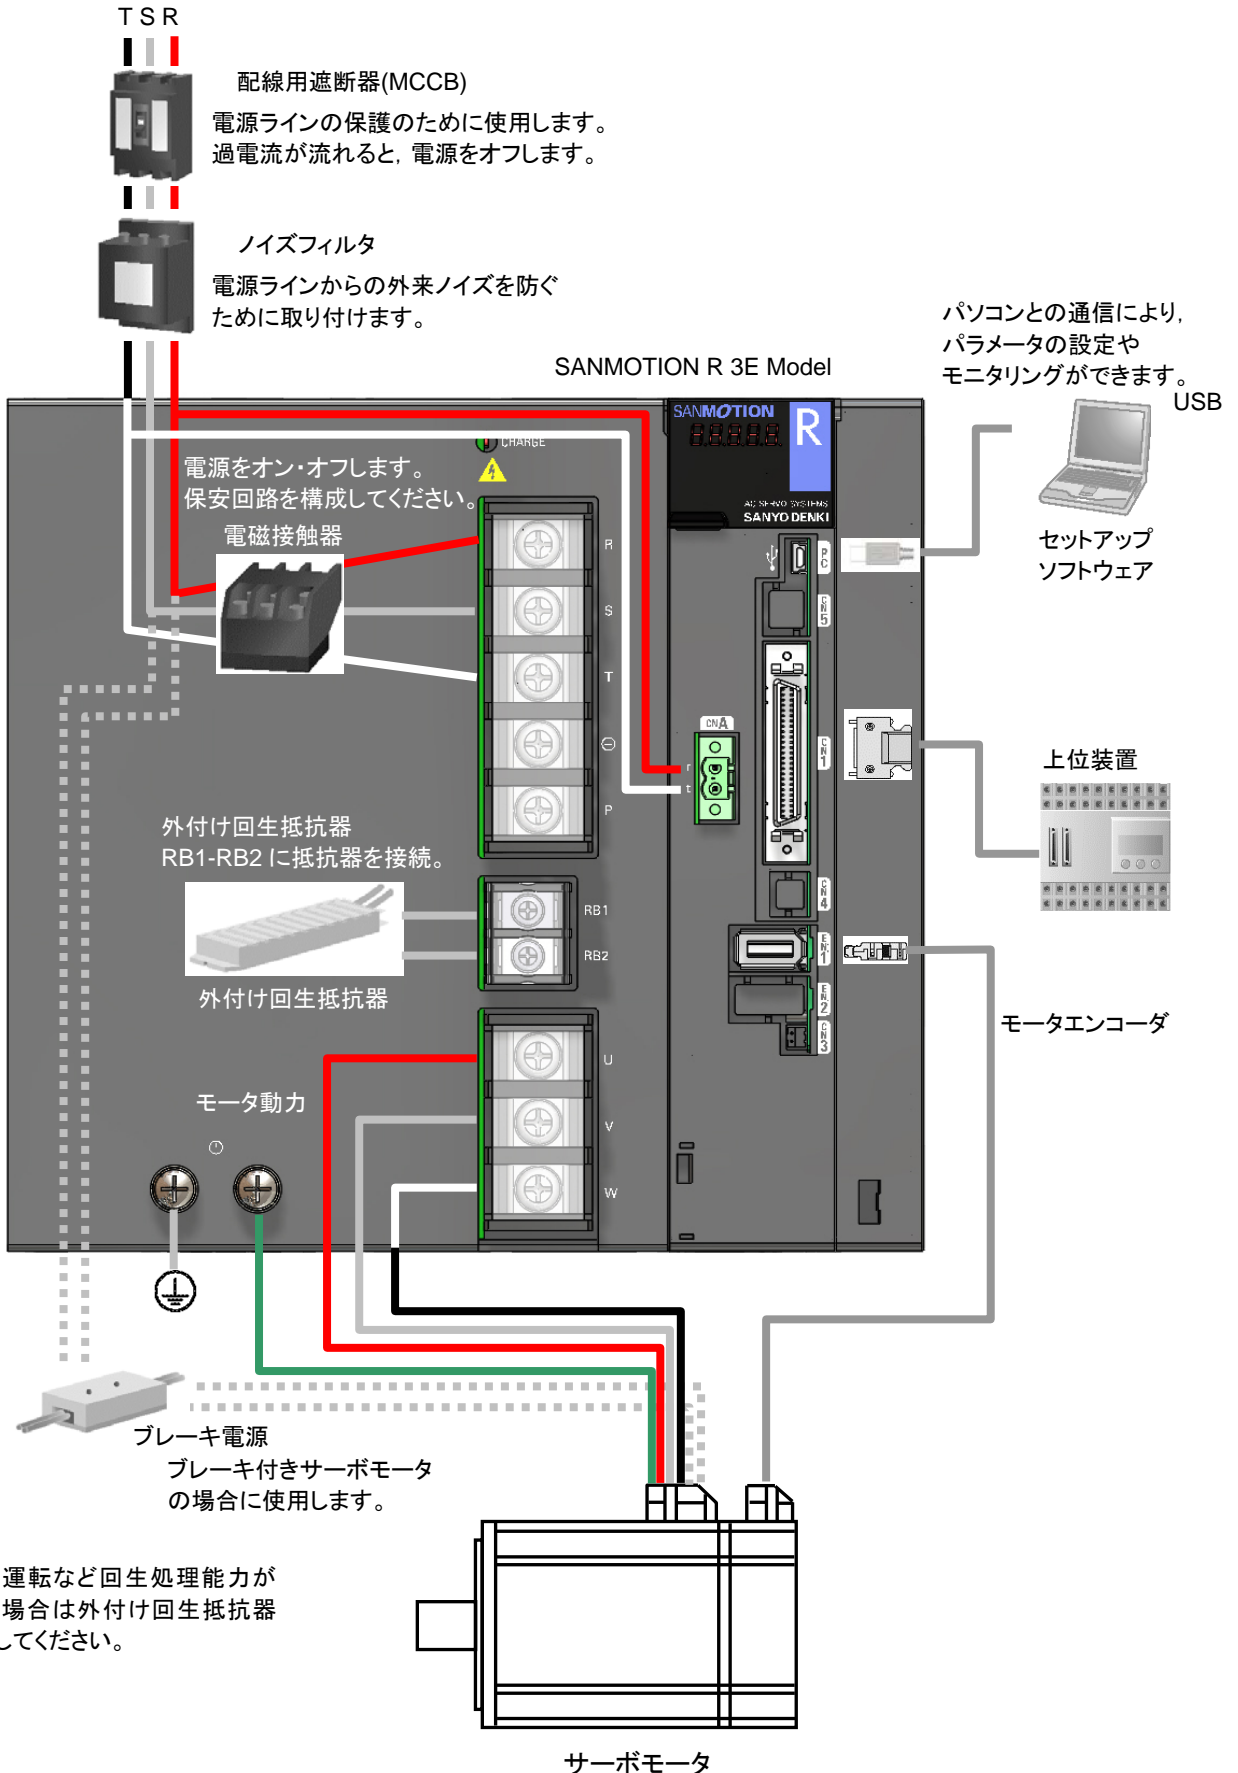 T S R
配線用遮断器(MCCB)
電源ラインの保護のために使用します。
過電流が流れると, 電源をオフします。
ノイズフィルタ
電源ラインからの外来ノイズを防ぐ
ために取り付けます。
パソコンとの通信により,
パラメータの設定や
モニタリングができます。
USB
SANMOTION R 3E Model
SANMOTION
R
CHARGE
電源をオン・オフします。
保安回路を構成してください。
電磁接触器
AC SERVO SYSTEMS
SANYO DENKI
セットアップ
ソフトウェア
R
S
T
⊖
P
PC
CN5
CNA
r
t
CN1
上位装置
外付け回生抵抗器
RB1-RB2 に抵抗器を接続。
RB1
RB2
外付け回生抵抗器
CN4
EN1
EN2
CN3
モータエンコーダ
モータ動力
U
V
W
ブレーキ電源
ブレーキ付きサーボモータ
の場合に使用します。
運転など回生処理能力が
場合は外付け回生抵抗器
してください。
サーボモータ